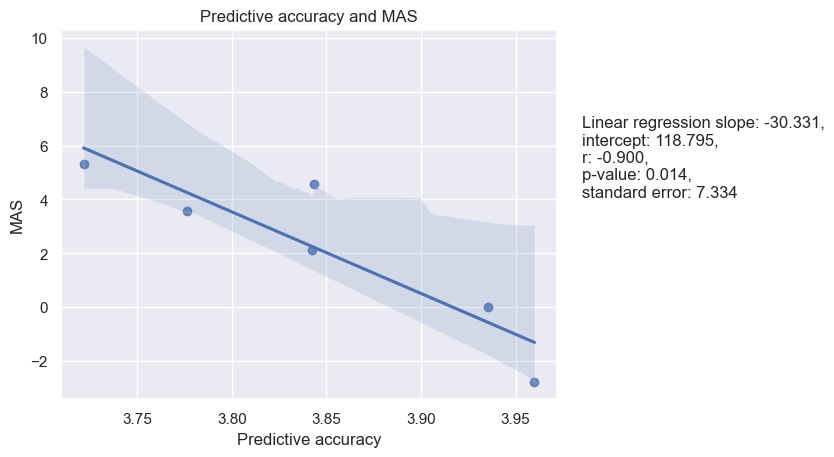 Predictive accuracy and MAS
10
8
6
4
2
0
−2
MAS
3.75 3.80 3.85 3.90 3.95
Predictive accuracy
Linear regression slope: -30.331,
intercept: 118.795,
r: -0.900,
p-value: 0.014,
standard error: 7.334